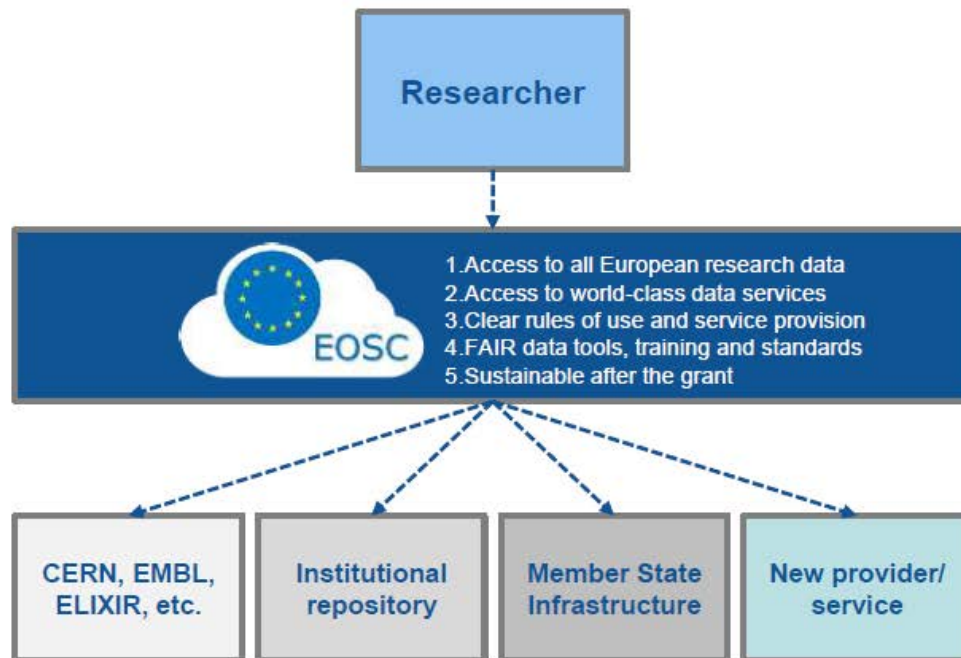 Researcher
EOSC
1.Access to all European research data
2.Access to world-class data services
3.Clear rules of use and service provision
4.FAIR data tools, training and standards
5.Sustainable after the grant
CERN, EMBL,
ELIXIR, etc.
Institutional
repository
Member State
Infrastructure
New provider/
service